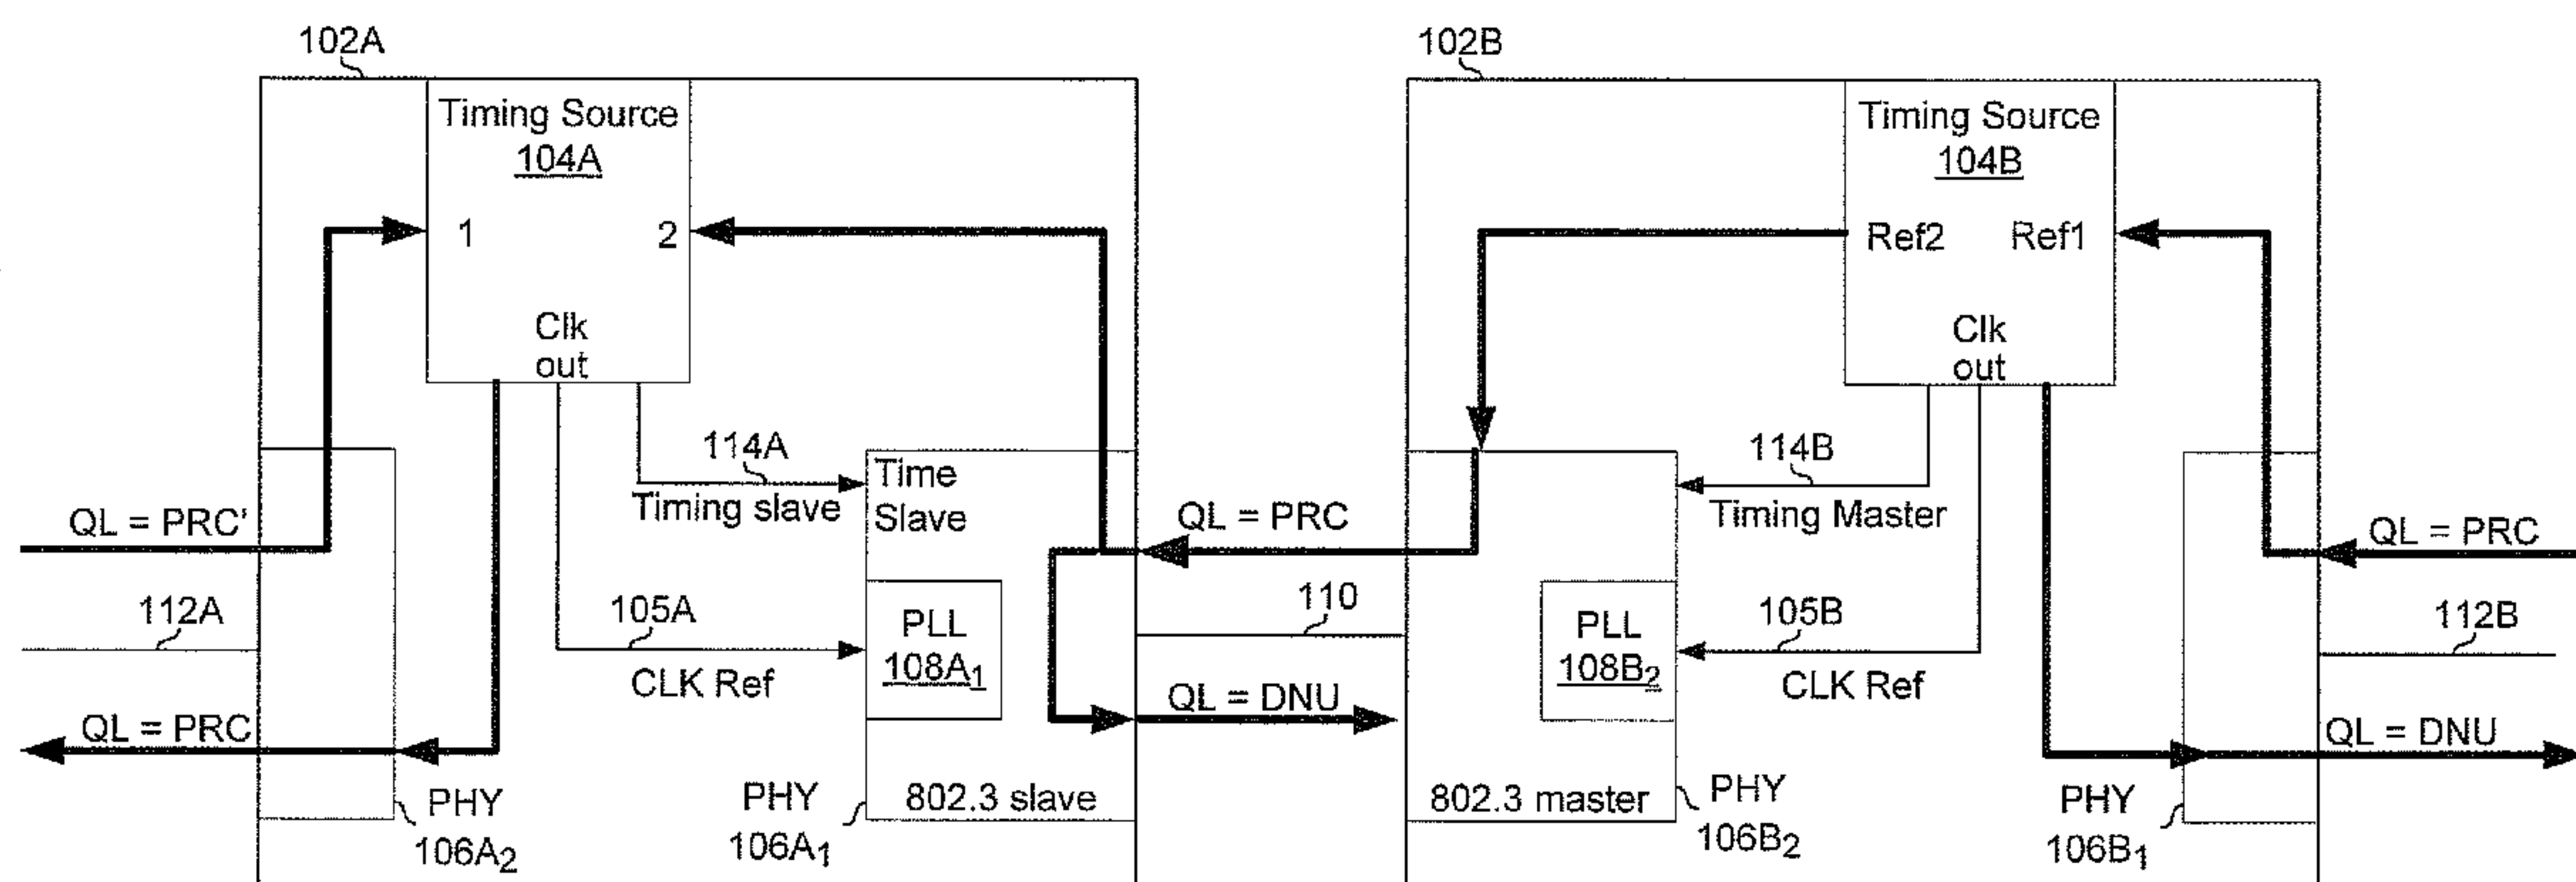 102A
102B
Timing Source
104A
1
2
Clk
out
Timing Source
104B
Ref2
Ref1
Clk
out
114A
Timing slave
Time
Slave
114B
Timing Master
QL = PRC'
QL = PRC
QL = PRC
112A
105A
CLK Ref
PLL
108A1
110
PLL
108B2
105B
CLK Ref
112B
QL = PRC
QL = DNU
QL = DNU
PHY
106A2
PHY
106A1
802.3 slave
802.3 master
PHY
106B2
PHY
106B1